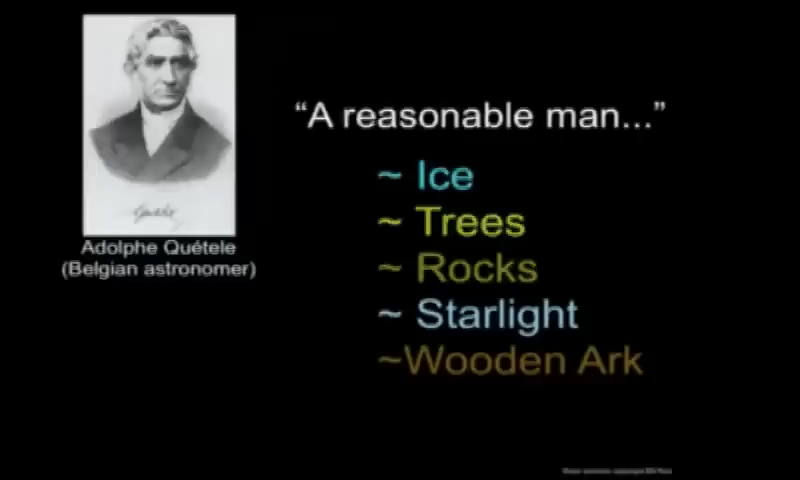 “A reasonable man...”
~ Ice
~ Trees
~ Rocks
~ Starlight
~Wooden Ark
Adolphe Quétele
(Belgian astronomer)